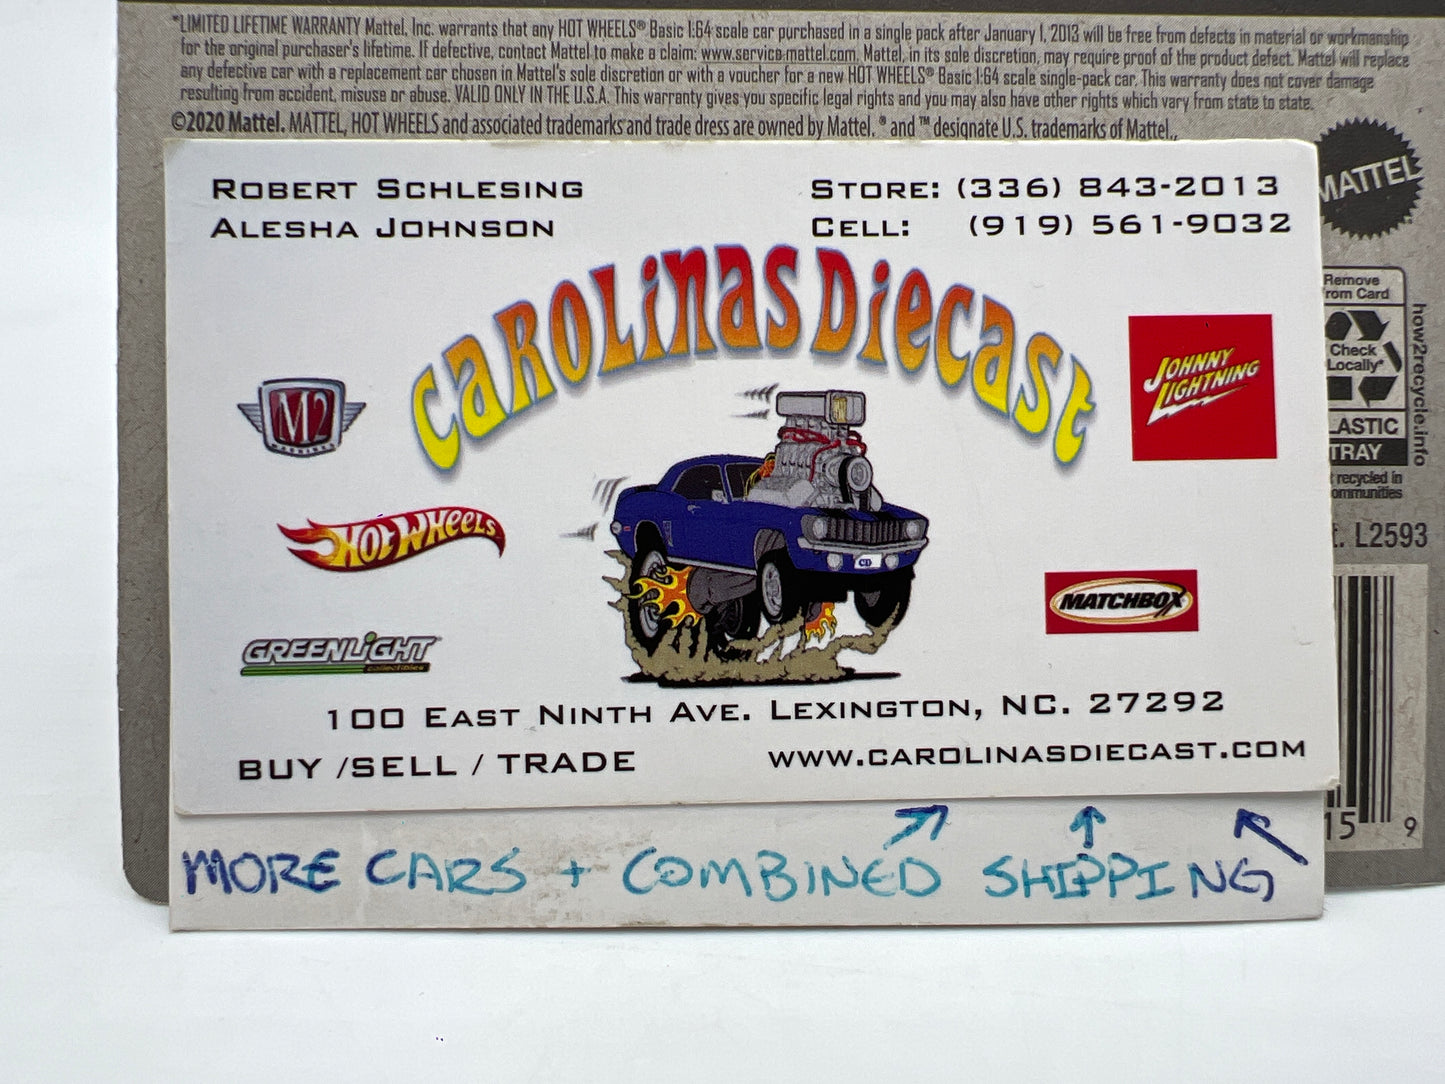 *LIMITED LIFETIME WARRANTY Mattel, Inc. warrants that any HOT WHEELS® Basic 1:64 scale car purchased in a single pack after January 1, 2013 will be free from defects in material or workmanship
for the original purchaser's lifetime. If defective, contact Mattel to make a claim: www.service.mattel.com. Mattel, in its sole discretion, may require proof of the product defect. Mattel will replace
any defective car with a replacement car chosen in Mattel's sole discretion or with a voucher for a new HOT WHEELS® Basic 1:64 scale single-pack car. This warranty does not cover damage
resulting from accident, misuse or abuse. VALID ONLY IN THE U.S.A. This warranty gives you specific legal rights and you may also have other rights which vary from state to state.
©2020 Mattel. MATTEL, HOT WHEELS and associated trademarks and trade dress are owned by Mattel. ® and ™ designate U.S. trademarks of Mattel.,
MATTEL
Robert Schlesing
Alesha Johnson
Store: (336) 843-2013
Cell: (919) 561-9032
Carolinas Diecast
Remove
from Card
Check
Locally*
LASTIC
TRAY
how2recycle.info
t recycled in
communities
t. L2593
M2
MACHINES
JOHNNY
LIGHTNING
HOT WHEELS
MATCHBOX
GREENLIGHT
collectibles
100 East Ninth Ave. Lexington, NC. 27292
BUY /SELL / TRADE
www.carolinasdiecast.com
15 9
MORE CARS + COMBINED SHIPPING